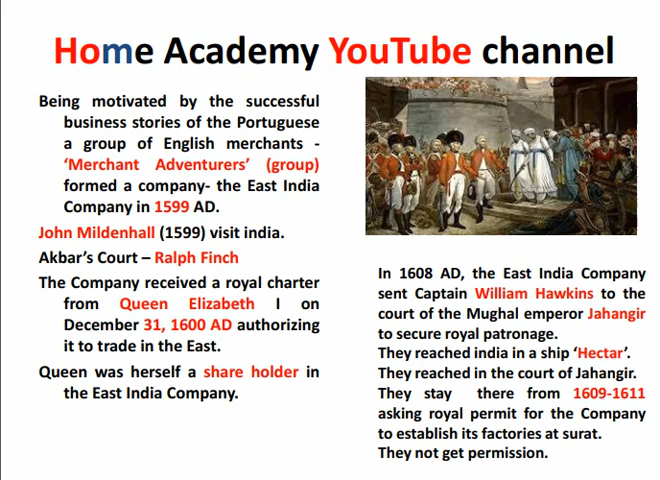 Home Academy YouTube channel
Being motivated by the successful
business stories of the Portuguese
a group of English merchants -
‘Merchant Adventurers’ (group)
formed a company- the East India
Company in 1599 AD.
John Mildenhall (1599) visit india.
Akbar’s Court – Ralph Finch
The Company received a royal charter
from Queen Elizabeth I on
December 31, 1600 AD authorizing
it to trade in the East.
Queen was herself a share holder in
the East India Company.
In 1608 AD, the East India Company
sent Captain William Hawkins to the
court of the Mughal emperor Jahangir
to secure royal patronage.
They reached india in a ship ‘Hectar’.
They reached in the court of Jahangir.
They stay there from 1609-1611
asking royal permit for the Company
to establish its factories at surat.
They not get permission.